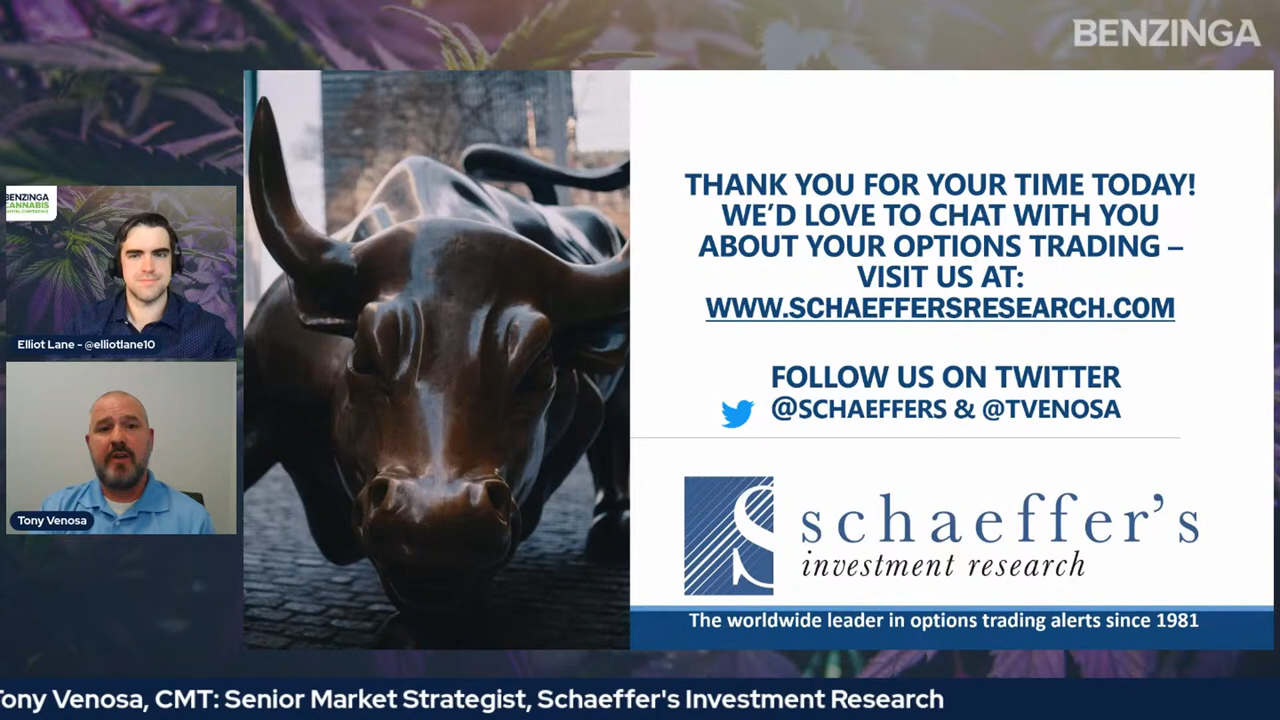 BENZINGA
BENZINGA
CANNABIS
CAPITAL CONFERENCE
Elliot Lane - @elliotlane10
Tony Venosa
THANK YOU FOR YOUR TIME TODAY!
WE'D LOVE TO CHAT WITH YOU
ABOUT YOUR OPTIONS TRADING –
VISIT US AT:
WWW.SCHAEFFERSRESEARCH.COM
FOLLOW US ON TWITTER
@SCHAEFFERS & @TVENOSA
S
schaeffer's
investment research
The worldwide leader in options trading alerts since 1981
Tony Venosa, CMT: Senior Market Strategist, Schaeffer's Investment Research